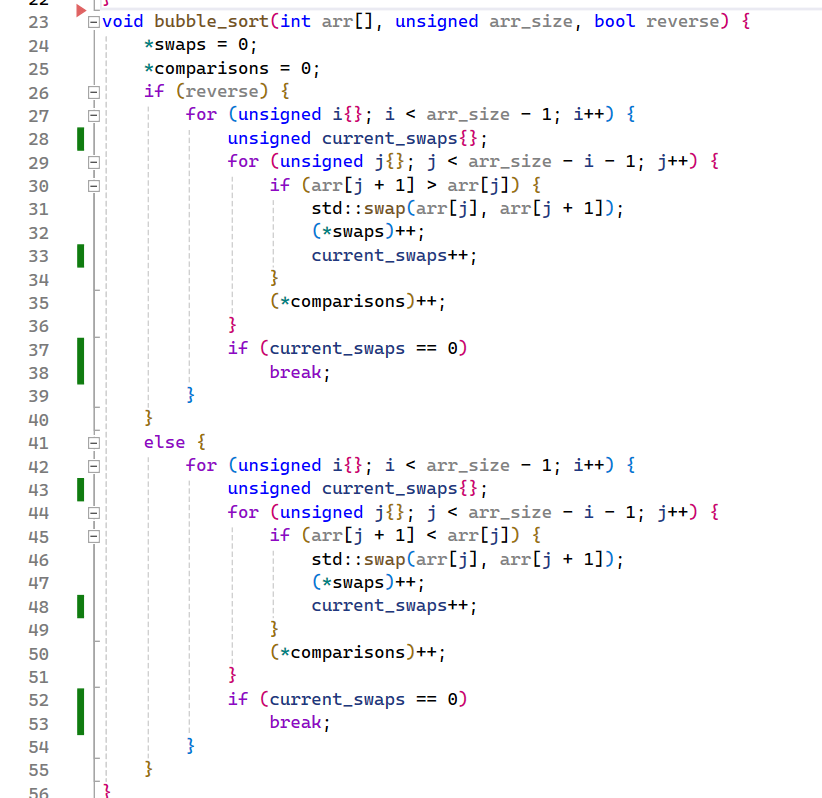 22 }
23 void bubble_sort(int arr[], unsigned arr_size, bool reverse) {
24     *swaps = 0;
25     *comparisons = 0;
26     if (reverse) {
27         for (unsigned i{}; i < arr_size - 1; i++) {
28             unsigned current_swaps{};
29             for (unsigned j{}; j < arr_size - i - 1; j++) {
30                 if (arr[j + 1] > arr[j]) {
31                     std::swap(arr[j], arr[j + 1]);
32                     (*swaps)++;
33                     current_swaps++;
34                 }
35                 (*comparisons)++;
36             }
37             if (current_swaps == 0)
38                 break;
39         }
40     }
41     else {
42         for (unsigned i{}; i < arr_size - 1; i++) {
43             unsigned current_swaps{};
44             for (unsigned j{}; j < arr_size - i - 1; j++) {
45                 if (arr[j + 1] < arr[j]) {
46                     std::swap(arr[j], arr[j + 1]);
47                     (*swaps)++;
48                     current_swaps++;
49                 }
50                 (*comparisons)++;
51             }
52             if (current_swaps == 0)
53                 break;
54         }
55     }
56 }